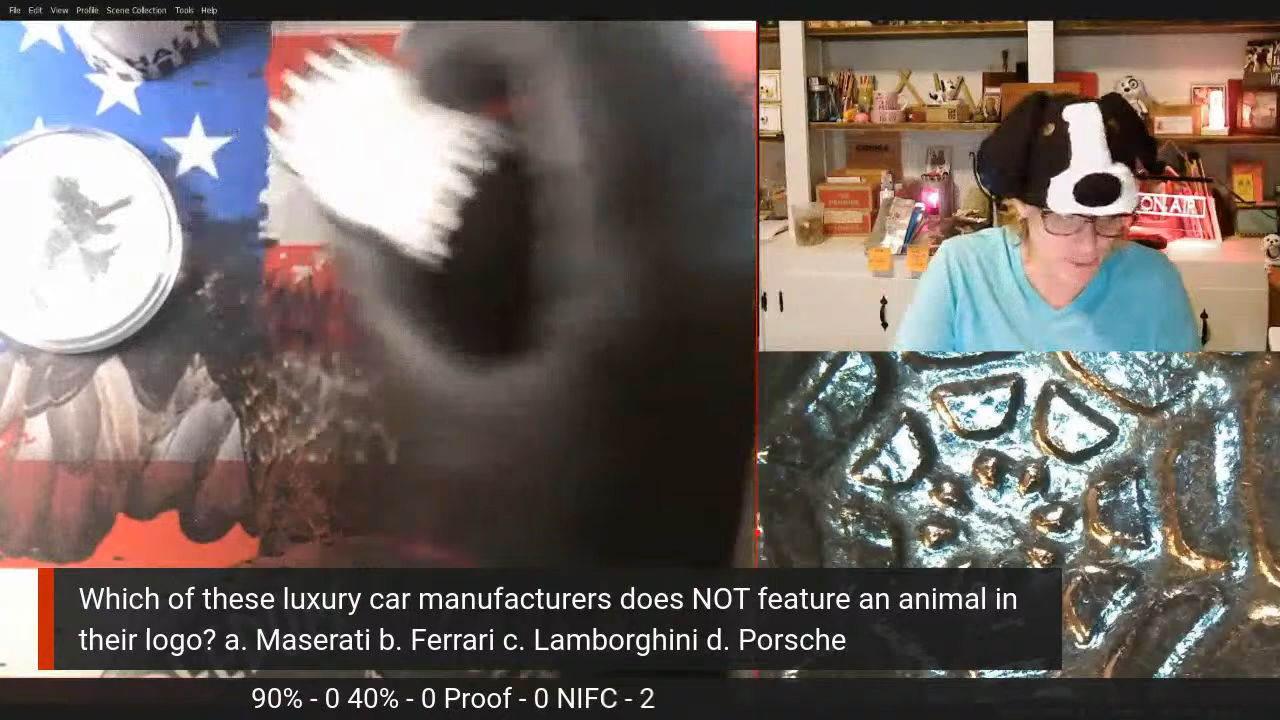 File Edit View Profile Scene Collection Tools Help
ON AIR
Which of these luxury car manufacturers does NOT feature an animal in
their logo? a. Maserati b. Ferrari c. Lamborghini d. Porsche
90% - 0 40% - 0 Proof - 0 NIFC - 2